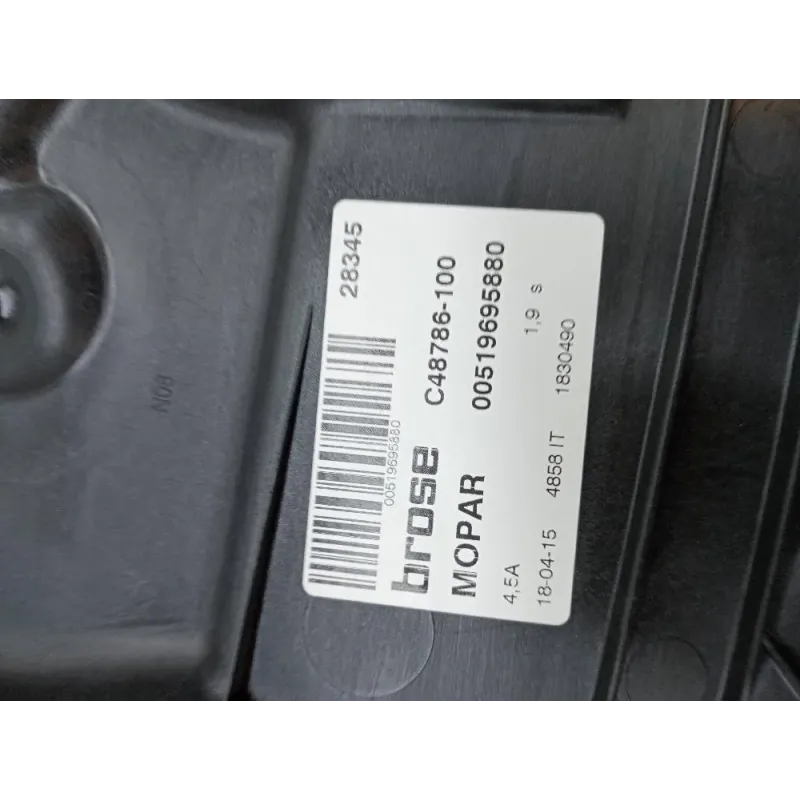 28345
00519695880
brose C48786-100
MOPAR 00519695880
4,5A 1,9 s
18-04-15 4858 IT 1830490